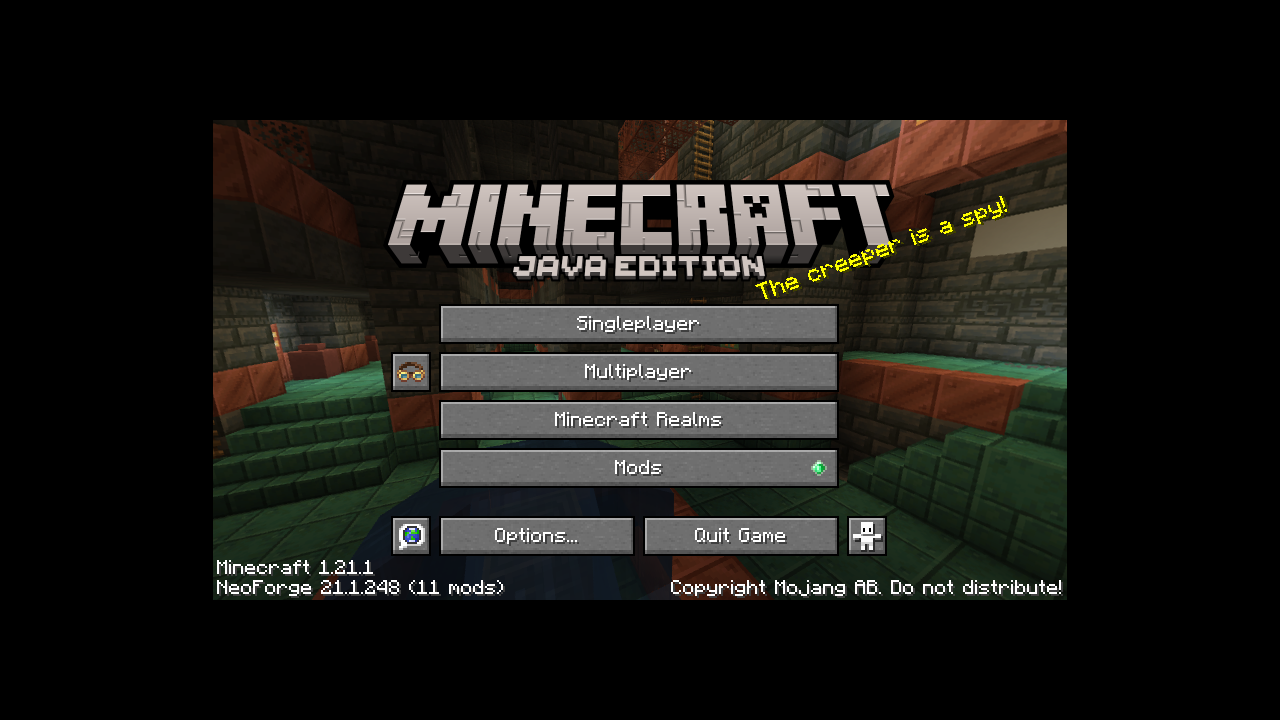 MINECRAFT
JAVA EDITION
The creeper is a spy!
Singleplayer
Multiplayer
Minecraft Realms
Mods
Options...
Quit Game
Minecraft 1.21.1
NeoForge 21.1.248 (11 mods)
Copyright Mojang AB. Do not distribute!